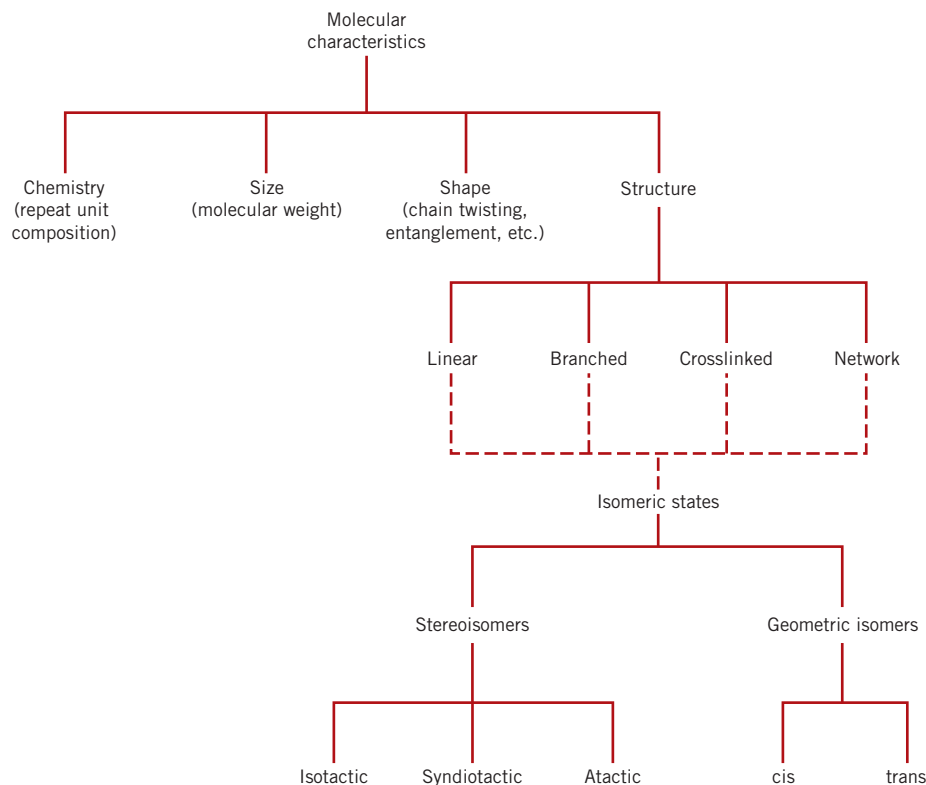 Molecular
characteristics
Chemistry
(repeat unit
composition)
Size
(molecular weight)
Shape
(chain twisting,
entanglement, etc.)
Structure
Linear
Branched
Crosslinked
Network
Isomeric states
Stereoisomers
Geometric isomers
Isotactic
Syndiotactic
Atactic
cis
trans